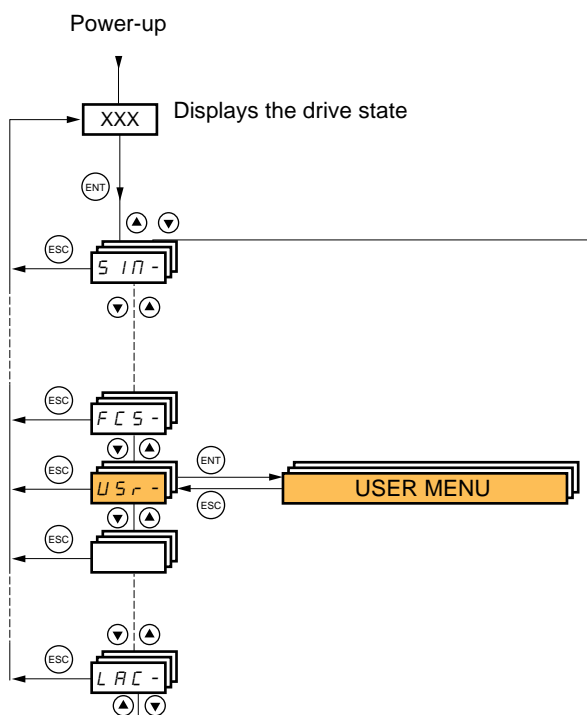 Power-up
XXX
Displays the drive state
ENT
ESC
SIM-
ESC
FCS-
ESC
USr-
ENT
ESC
USER MENU
ESC
ESC
LAC-